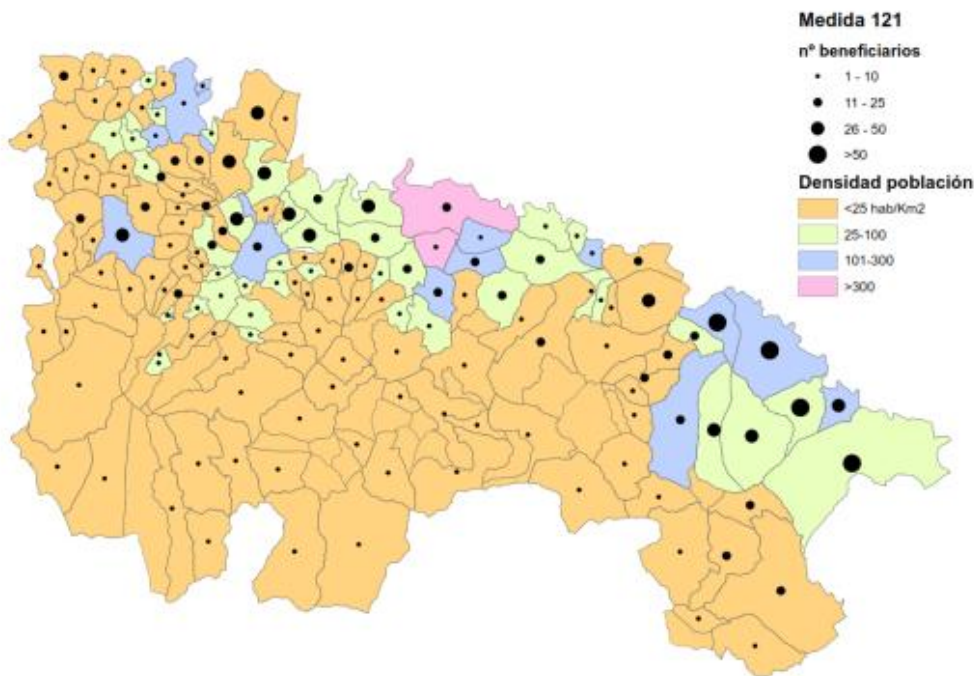 Medida 121
nº beneficiarios
1 - 10
11 - 25
26 - 50
>50
Densidad población
<25 hab/Km2
25-100
101-300
>300